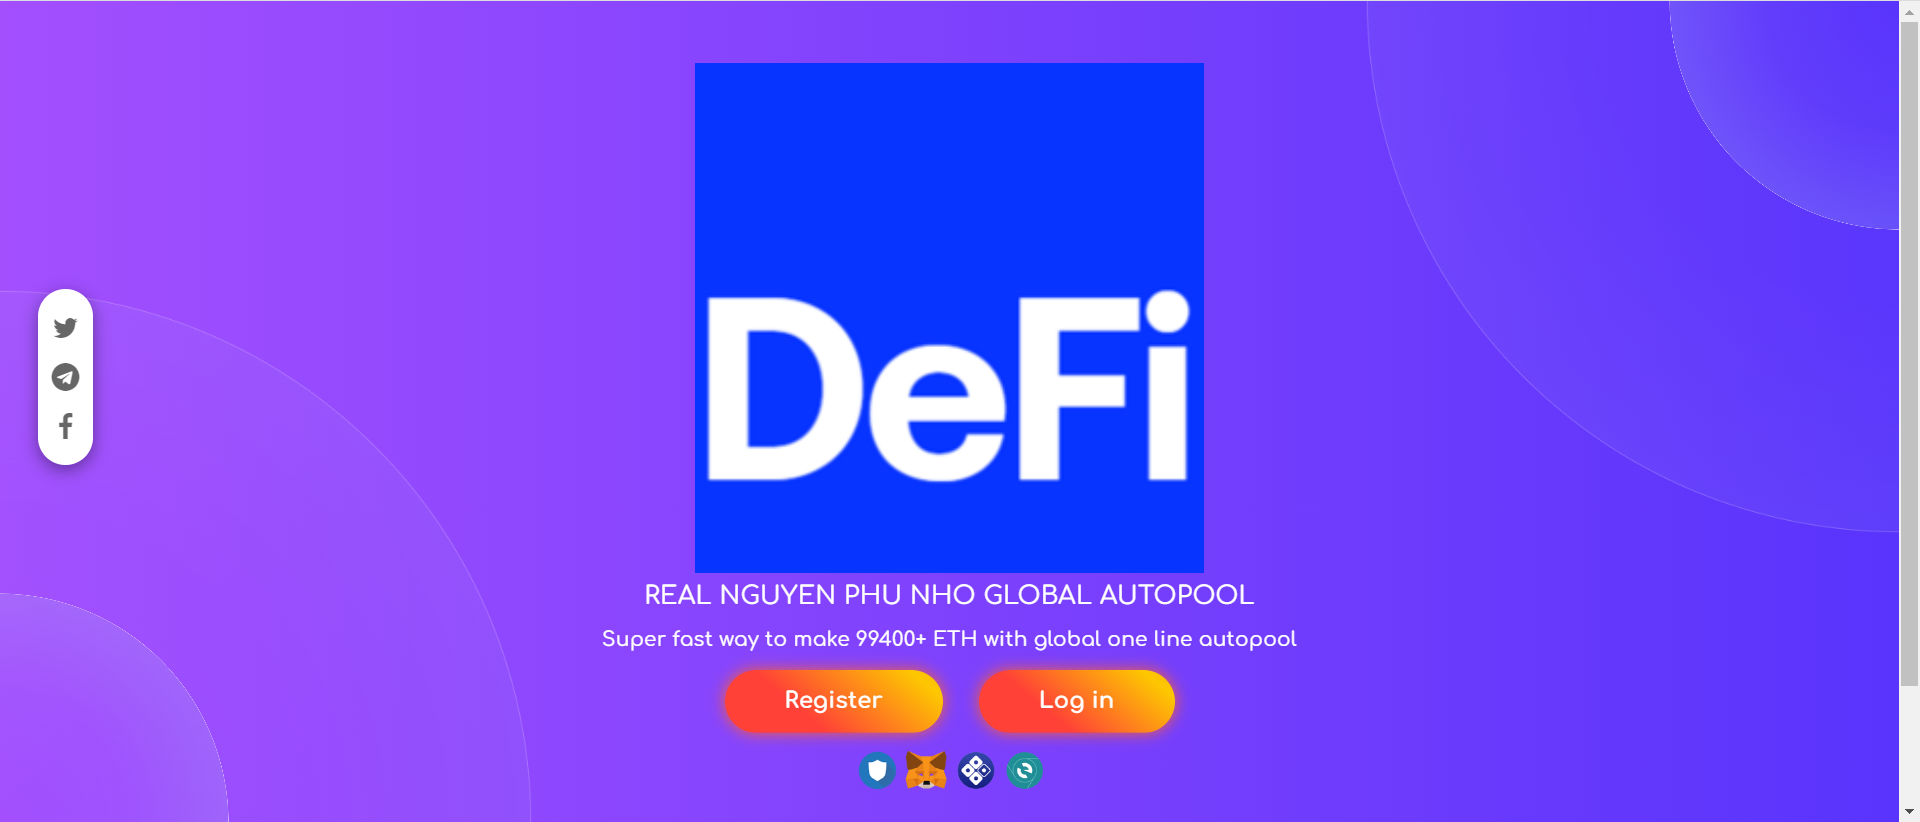 DeFi
REAL NGUYEN PHU NHO GLOBAL AUTOPOOL
Super fast way to make 99400+ ETH with global one line autopool
Register
Log in